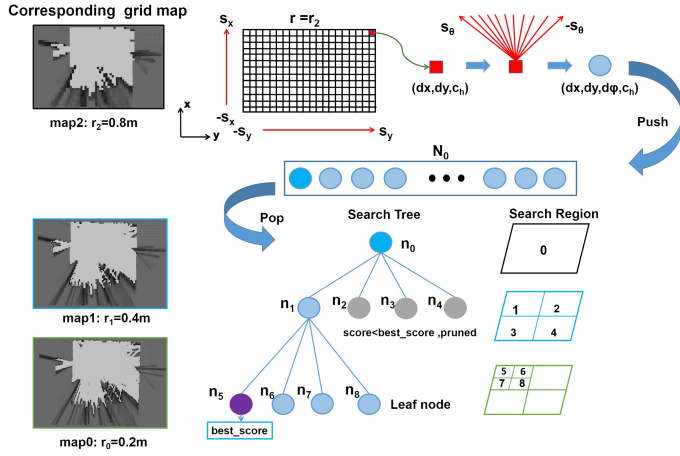 Corresponding grid map
map2: r2=0.8m
sx
r =r2
-sx
-sy
sy
x
y
sθ
-sθ
(dx,dy,ch)
(dx,dy,dφ,ch)
Push
N0
Pop
Search Tree
Search Region
n0
0
map1: r1=0.4m
n1
n2
n3
n4
score<best_score ,pruned
1 2
3 4
map0: r0=0.2m
n5
n6
n7
n8
Leaf node
best_score
5 6
7 8